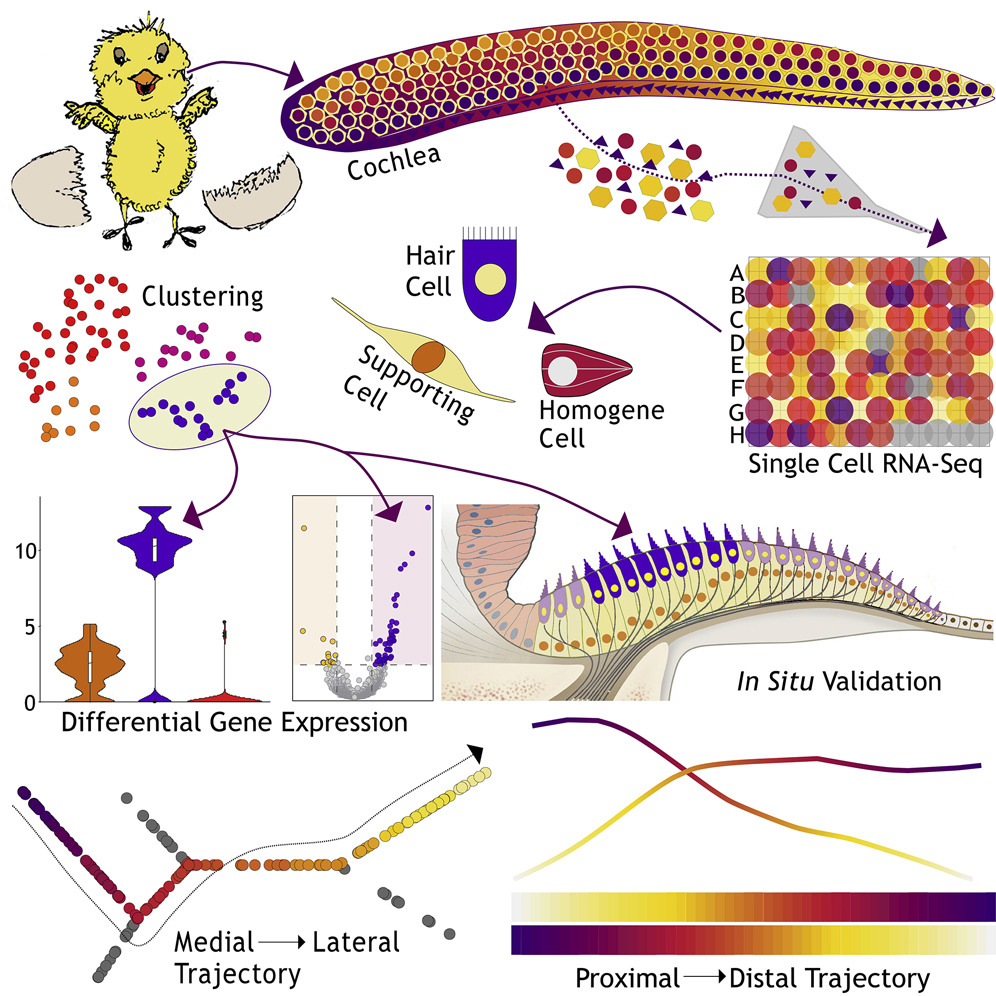 Cochlea
Hair
Cell
Clustering
Supporting
Cell
Homogene
Cell
A
B
C
D
E
F
G
H
Single Cell RNA-Seq
10
5
0
Differential Gene Expression
In Situ Validation
Medial → Lateral
Trajectory
Proximal → Distal Trajectory